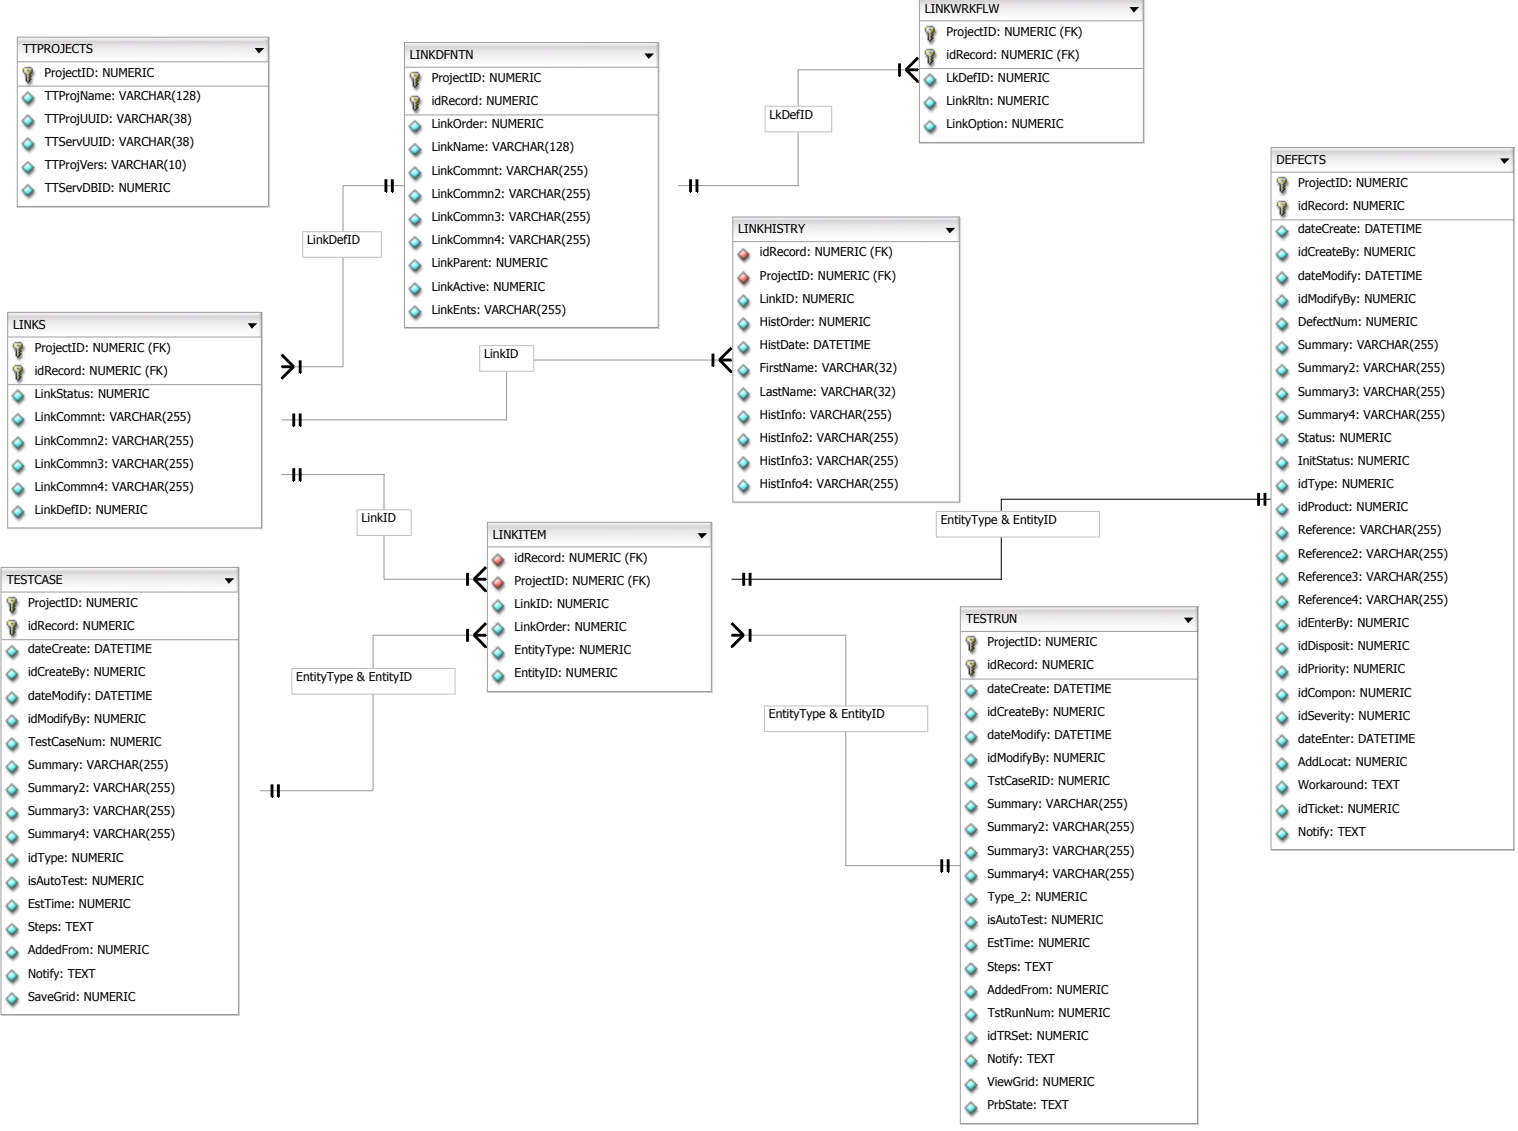 TTPROJECTS
ProjectID: NUMERIC
TTProjName: VARCHAR(128)
TTProjUUID: VARCHAR(38)
TTServUUID: VARCHAR(38)
TTProjVers: VARCHAR(10)
TTServDBID: NUMERIC
LINKDFNTN
ProjectID: NUMERIC
idRecord: NUMERIC
LinkOrder: NUMERIC
LinkName: VARCHAR(128)
LinkCommnt: VARCHAR(255)
LinkCommn2: VARCHAR(255)
LinkCommn3: VARCHAR(255)
LinkCommn4: VARCHAR(255)
LinkParent: NUMERIC
LinkActive: NUMERIC
LinkEnts: VARCHAR(255)
LkDefID
LINKWRKFLW
ProjectID: NUMERIC (FK)
idRecord: NUMERIC (FK)
LkDefID: NUMERIC
LinkRltn: NUMERIC
LinkOption: NUMERIC
LinkDefID
LINKHISTRY
idRecord: NUMERIC (FK)
ProjectID: NUMERIC (FK)
LinkID: NUMERIC
HistOrder: NUMERIC
HistDate: DATETIME
FirstName: VARCHAR(32)
LastName: VARCHAR(32)
HistInfo: VARCHAR(255)
HistInfo2: VARCHAR(255)
HistInfo3: VARCHAR(255)
HistInfo4: VARCHAR(255)
DEFECTS
ProjectID: NUMERIC
idRecord: NUMERIC
dateCreate: DATETIME
idCreateBy: NUMERIC
dateModify: DATETIME
idModifyBy: NUMERIC
DefectNum: NUMERIC
Summary: VARCHAR(255)
Summary2: VARCHAR(255)
Summary3: VARCHAR(255)
Summary4: VARCHAR(255)
Status: NUMERIC
InitStatus: NUMERIC
idType: NUMERIC
idProduct: NUMERIC
Reference: VARCHAR(255)
Reference2: VARCHAR(255)
Reference3: VARCHAR(255)
Reference4: VARCHAR(255)
idEnterBy: NUMERIC
idDisposit: NUMERIC
idPriority: NUMERIC
idCompon: NUMERIC
idSeverity: NUMERIC
dateEnter: DATETIME
AddLocat: NUMERIC
Workaround: TEXT
idTicket: NUMERIC
Notify: TEXT
LINKS
ProjectID: NUMERIC (FK)
idRecord: NUMERIC (FK)
LinkStatus: NUMERIC
LinkCommnt: VARCHAR(255)
LinkCommn2: VARCHAR(255)
LinkCommn3: VARCHAR(255)
LinkCommn4: VARCHAR(255)
LinkDefID: NUMERIC
LinkID
LinkID
LINKITEM
idRecord: NUMERIC (FK)
ProjectID: NUMERIC (FK)
LinkID: NUMERIC
LinkOrder: NUMERIC
EntityType: NUMERIC
EntityID: NUMERIC
EntityType & EntityID
TESTCASE
ProjectID: NUMERIC
idRecord: NUMERIC
dateCreate: DATETIME
idCreateBy: NUMERIC
dateModify: DATETIME
idModifyBy: NUMERIC
TestCaseNum: NUMERIC
Summary: VARCHAR(255)
Summary2: VARCHAR(255)
Summary3: VARCHAR(255)
Summary4: VARCHAR(255)
idType: NUMERIC
isAutoTest: NUMERIC
EstTime: NUMERIC
Steps: TEXT
AddedFrom: NUMERIC
Notify: TEXT
SaveGrid: NUMERIC
EntityType & EntityID
EntityType & EntityID
TESTRUN
ProjectID: NUMERIC
idRecord: NUMERIC
dateCreate: DATETIME
idCreateBy: NUMERIC
dateModify: DATETIME
idModifyBy: NUMERIC
TstCaseRID: NUMERIC
Summary: VARCHAR(255)
Summary2: VARCHAR(255)
Summary3: VARCHAR(255)
Summary4: VARCHAR(255)
Type_2: NUMERIC
isAutoTest: NUMERIC
EstTime: NUMERIC
Steps: TEXT
AddedFrom: NUMERIC
TstRunNum: NUMERIC
idTRSet: NUMERIC
Notify: TEXT
ViewGrid: NUMERIC
PrbState: TEXT